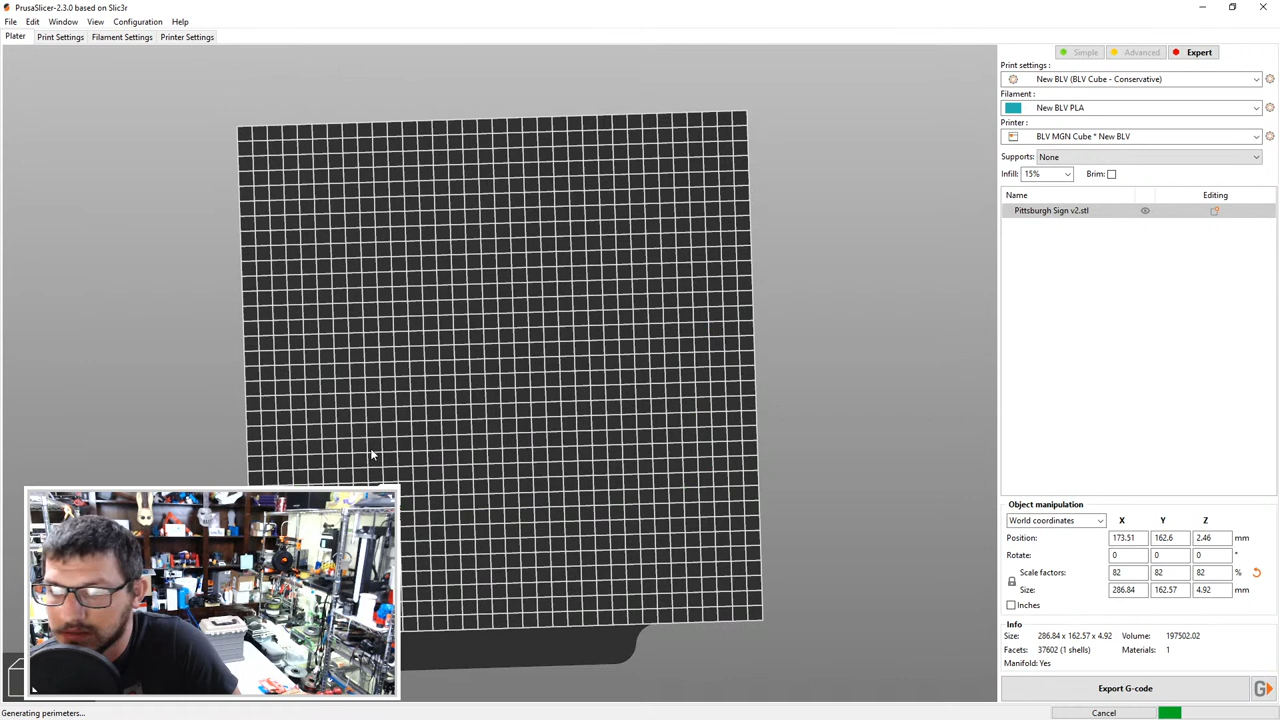 PrusaSlicer-2.3.0 based on Slic3r
File Edit Window View Configuration Help
Plater Print Settings Filament Settings Printer Settings
Simple Advanced Expert
Print settings :
New BLV (BLV Cube - Conservative)
Filament :
New BLV PLA
Printer :
BLV MGN Cube * New BLV
Supports: None
Infill: 15% Brim:
Name Editing
Pittsburgh Sign v2.stl
Object manipulation
World coordinates X Y Z
Position: 173.51 162.6 2.46 mm
Rotate: 0 0 0 °
Scale factors: 82 82 82 %
Size: 286.84 162.57 4.92 mm
Inches
Info
Size: 286.84 x 162.57 x 4.92 Volume: 197502.02
Facets: 37602 (1 shells) Materials: 1
Manifold: Yes
Export G-code G
Generating perimeters... Cancel